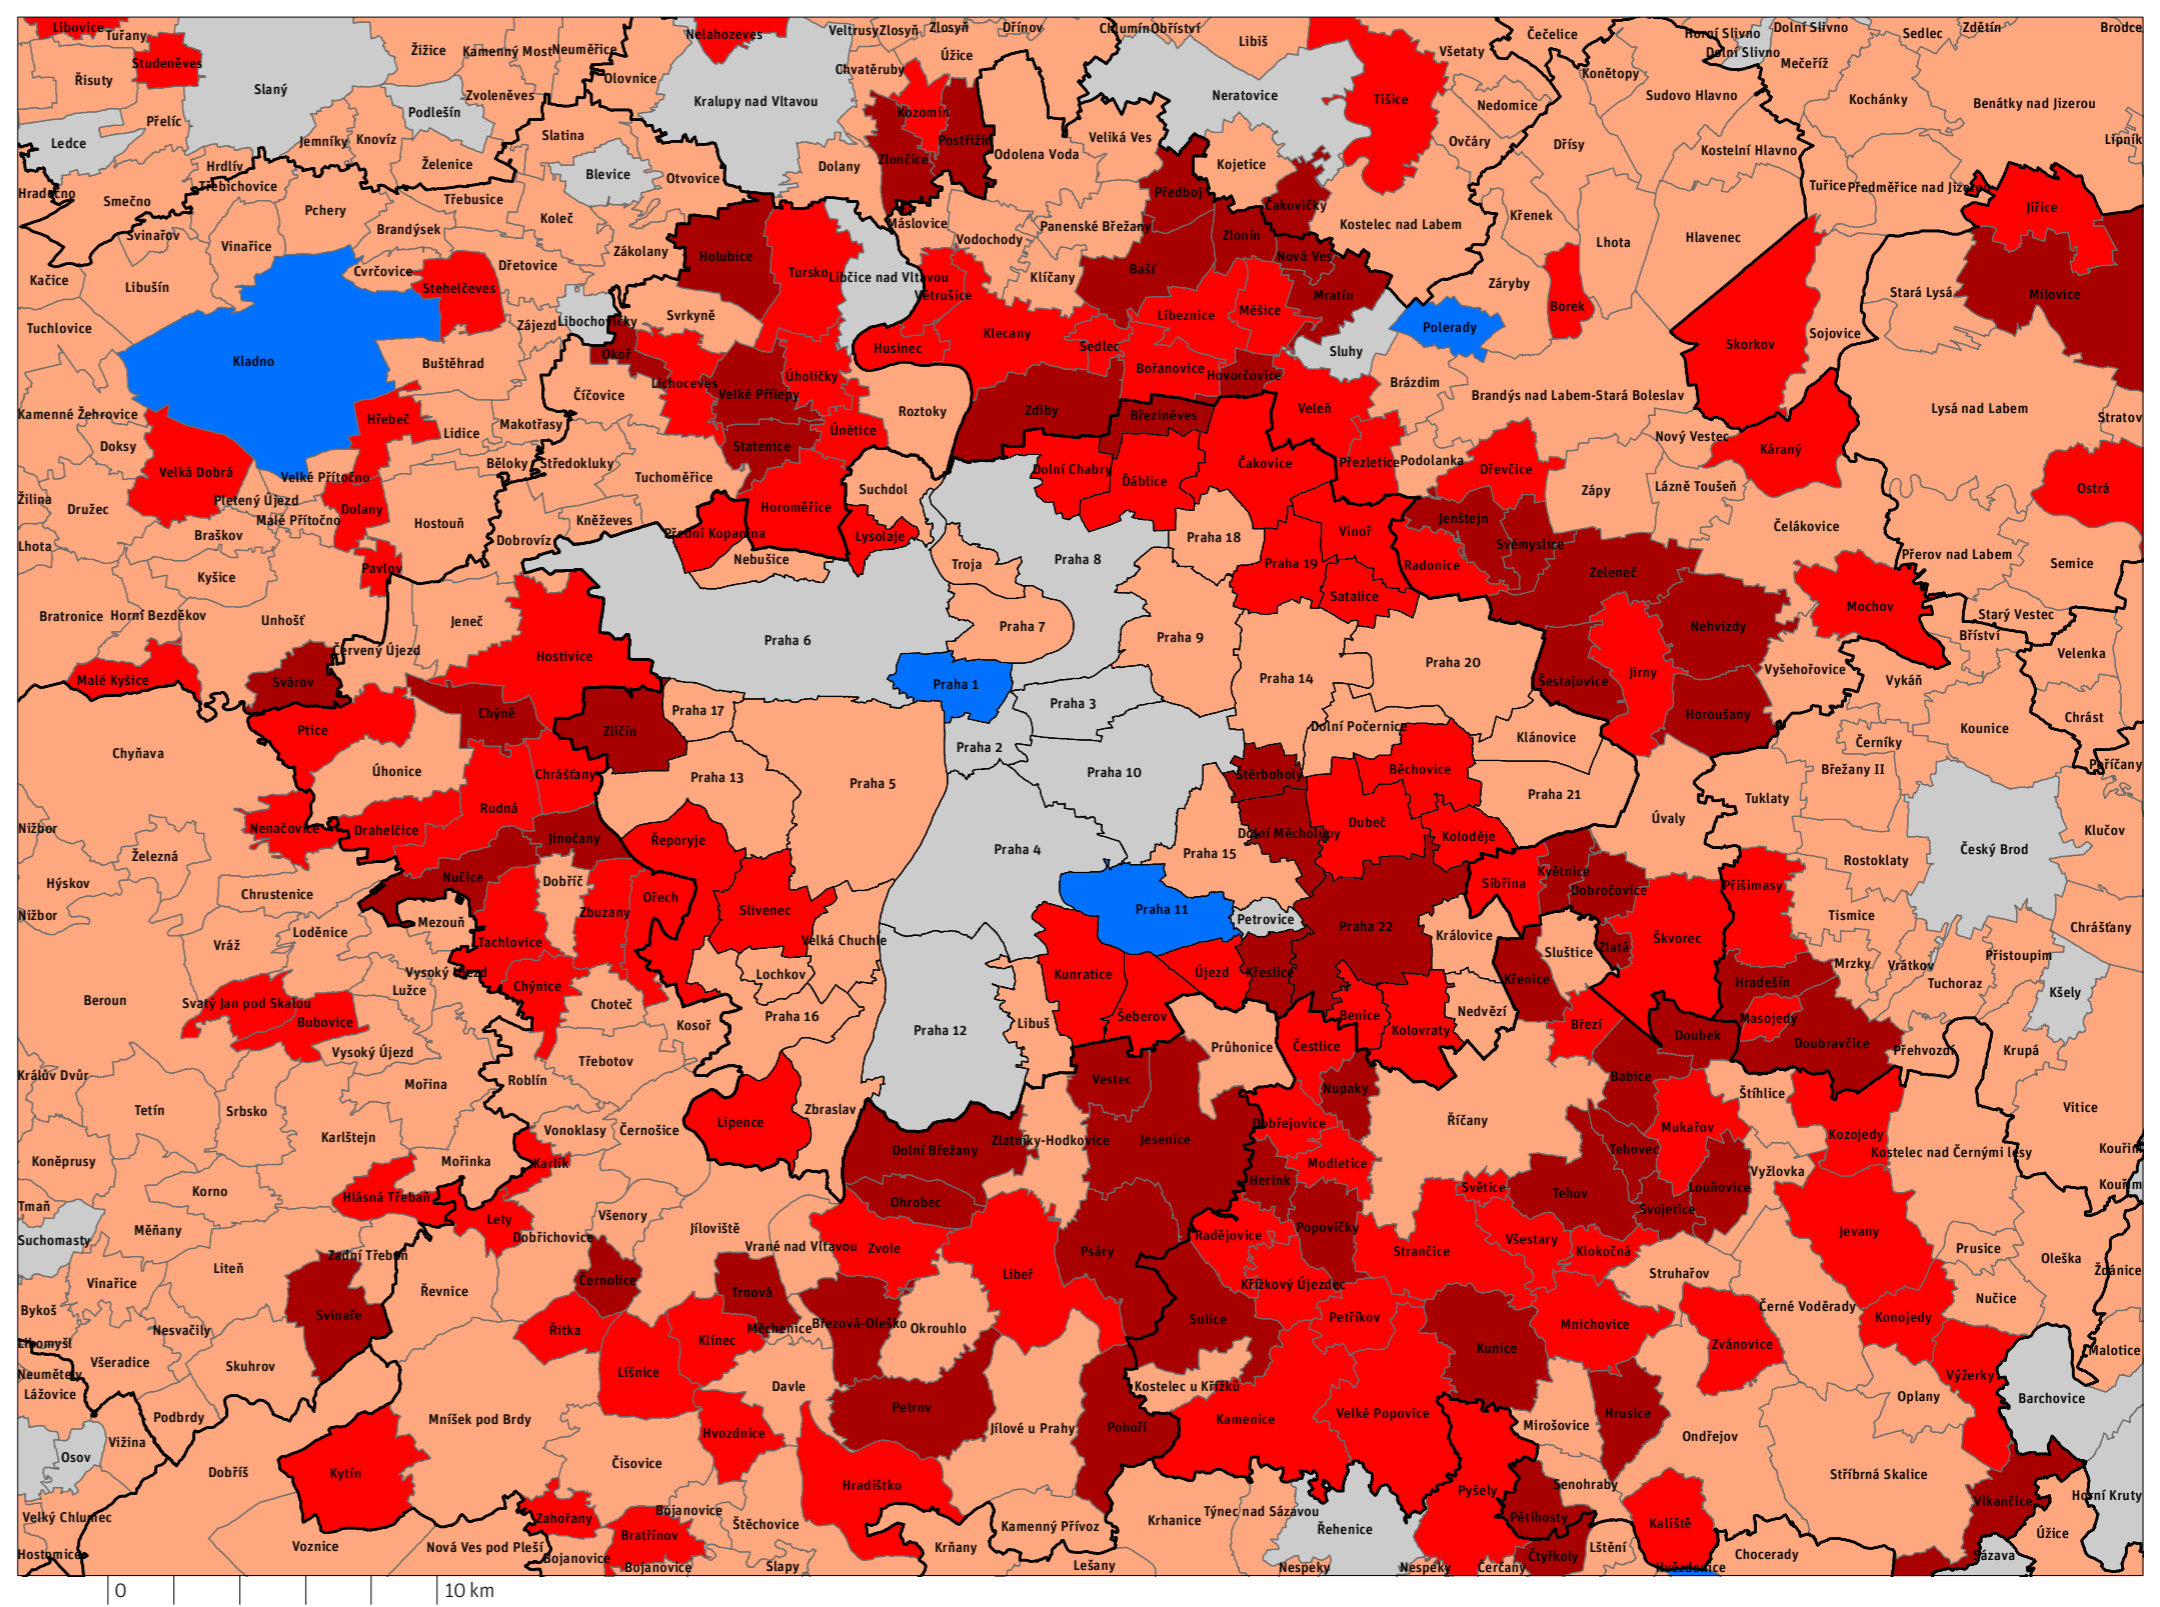 Libovice
Tuřany
Studeněves
Řisuty
Slaný
Žižice
Kamenný Most
Neuměřice
Olovnice
Nelahozeves
Veltrusy
Zlosyň
Zlosyň
Dřínov
Chlumín
Obříství
Libiš
Všetaty
Čečelice
Horní Slivno
Dolní Slivno
Dolní Slivno
Sedlec
Zdětín
Brodce
Úžice
Chvatěruby
Mečeříž
Konětopy
Zvoleněves
Podlešín
Kralupy nad Vltavou
Neratovice
Tišice
Nedomice
Sudovo Hlavno
Kochánky
Benátky nad Jizerou
Kozomín
Přelíc
Ledce
Jemníky
Knovíz
Slatina
Postřižín
Veliká Ves
Ovčáry
Dřísy
Kostelní Hlavno
Lipník
Hrdlív
Želenice
Zlončice
Odolena Voda
Dolany
Kojetice
Blevice
Otvovice
Třebichovice
Hradečno
Smečno
Třebusice
Předboj
Čakovičky
Tuřice
Předměřice nad Jizerou
Jiřice
Pchery
Koleč
Máslovice
Panenské Břežany
Kostelec nad Labem
Křenek
Brandýsek
Svinařov
Vinařice
Vodochody
Zlonín
Lhota
Hlavenec
Zákolany
Holubice
Nová Ves
Dřetovice
Cvrčovice
Tursko
Libčice nad Vltavou
Klíčany
Bašť
Kačice
Libušín
Stehelčeves
Větrušice
Mratín
Záryby
Stará Lysá
Milovice
Borek
Líbeznice
Měšice
Svrkyně
Libochovičky
Zájezd
Tuchlovice
Klecany
Polerady
Sojovice
Skorkov
Husinec
Sedlec
Sluhy
Okoř
Kladno
Buštěhrad
Bořanovice
Hovorčovice
Úholičky
Lichoceves
Brázdim
Číčovice
Velké Přílepy
Brandýs nad Labem-Stará Boleslav
Zdiby
Roztoky
Březiněves
Veleň
Lysá nad Labem
Stratov
Kamenné Žehrovice
Hřebeč
Makotřasy
Lidice
Únětice
Statenice
Nový Vestec
Káraný
Doksy
Středokluky
Běloky
Podolanka
Přezletice
Dřevčice
Dolní Chabry
Čakovice
Velká Dobrá
Velké Přítočno
Tuchoměřice
Ďáblice
Suchdol
Zápy
Lázně Toušeň
Ostrá
Žilina
Pletený Újezd
Družec
Dolany
Horoměřice
Malé Přítočno
Hostouň
Kněževes
Jenštejn
Čelákovice
Braškov
Přední Kopanina
Lysolaje
Praha 18
Vinoř
Svémyslice
Dobrovíz
Lhota
Nebušice
Troja
Praha 8
Praha 19
Radonice
Přerov nad Labem
Semice
Pavlov
Kyšice
Zeleneč
Satalice
Mochov
Starý Vestec
Bratronice
Horní Bezděkov
Unhošť
Jeneč
Praha 7
Praha 9
Praha 6
Nehvizdy
Bříství
Červený Újezd
Hostivice
Praha 20
Velenka
Vyšehořovice
Vykáň
Malé Kyšice
Svárov
Praha 1
Praha 14
Šestajovice
Jirny
Praha 3
Praha 17
Chýně
Horoušany
Chrást
Ptice
Zličín
Dolní Počernice
Klánovice
Kounice
Chyňava
Praha 2
Černíky
Úhonice
Chrášťany
Praha 13
Praha 5
Praha 10
Štěrboholy
Běchovice
Břežany II
Poříčany
Praha 21
Tuklaty
Rudná
Úvaly
Nižbor
Nenačovice
Drahelčice
Jinočany
Řeporyje
Dolní Měcholupy
Dubeč
Koloděje
Klučov
Praha 4
Praha 15
Český Brod
Železná
Rostoklaty
Hýskov
Chrustenice
Nučice
Dobříč
Květnice
Dobročovice
Sibřina
Přišimasy
Ořech
Zbuzany
Slivenec
Praha 11
Petrovice
Nižbor
Mezouň
Tismice
Chrášťany
Loděnice
Praha 22
Královice
Škvorec
Vráž
Tachlovice
Velká Chuchle
Sluštice
Zlatá
Přistoupim
Mrzky
Vrátkov
Vysoký Újezd
Lochkov
Kunratice
Újezd
Křeslice
Křenice
Hradešín
Tuchoraz
Kšely
Beroun
Svatý Jan pod Skalou
Lužce
Chýnice
Choteč
Praha 16
Šeberov
Benice
Nedvězí
Masojedy
Bubovice
Kosoř
Praha 12
Libuš
Kolovraty
Březí
Doubek
Doubravčice
Vysoký Újezd
Průhonice
Čestlice
Přehvozdí
Krupá
Třebotov
Králův Dvůr
Mořina
Roblín
Vestec
Nupaky
Babice
Štíhlice
Tetín
Srbsko
Zbraslav
Vitice
Lipence
Říčany
Karlštejn
Vonoklasy
Černošice
Zlatníky-Hodkovice
Jesenice
Dobřejovice
Mukařov
Kozojedy
Dolní Břežany
Tehovec
Kostelec nad Černými lesy
Kouřim
Koněprusy
Mořinka
Karlík
Modletice
Vyžlovka
Herink
Korno
Hlásná Třebaň
Ohrobec
Světice
Tehov
Louňovice
Kouřim
Tmaň
Svojetice
Lety
Všenory
Jíloviště
Měňany
Suchomasty
Dobřichovice
Radějovice
Popovičky
Všestary
Jevany
Zadní Třebaň
Vrané nad Vltavou
Zvole
Psáry
Strančice
Klokočná
Prusice
Oleška
Liteň
Libeř
Struhařov
Ždánice
Vinařice
Černolice
Křížkový Újezdec
Řevnice
Trnová
Nučice
Bykoš
Svinaře
Sulice
Petříkov
Černé Voděrady
Konojedy
Nesvačily
Řitka
Měchenice
Březová-Oleško
Okrouhlo
Mnichovice
Libomyšl
Klínec
Zvánovice
Kunice
Malotice
Všeradice
Skuhrov
Neumětely
Líšnice
Davle
Kostelec u Křížků
Výžerky
Lážovice
Oplany
Barchovice
Podbrdy
Mníšek pod Brdy
Petrov
Kamenice
Velké Popovice
Hrusice
Mirošovice
Jílové u Prahy
Pohoří
Hvozdnice
Ondřejov
Vižina
Osov
Dobříš
Kytín
Čisovice
Stříbrná Skalice
Hradištko
Senohraby
Pyšely
Horní Kruty
Vlkančice
Velký Chlumec
Zahořany
Bojanovice
Štěchovice
Krhanice
Týnec nad Sázavou
Pětihosty
Kamenný Přívoz
Řehenice
Kaliště
Bratřínov
Úžice
Voznice
Nová Ves pod Pleší
Krňany
Lštění
Hostomice
Bojanovice
Bojanovice
Slapy
Lešany
Nespeky
Nespeky
Čerčany
Čtyřkoly
Hvězdonice
Chocerady
Sázava
0
10 km